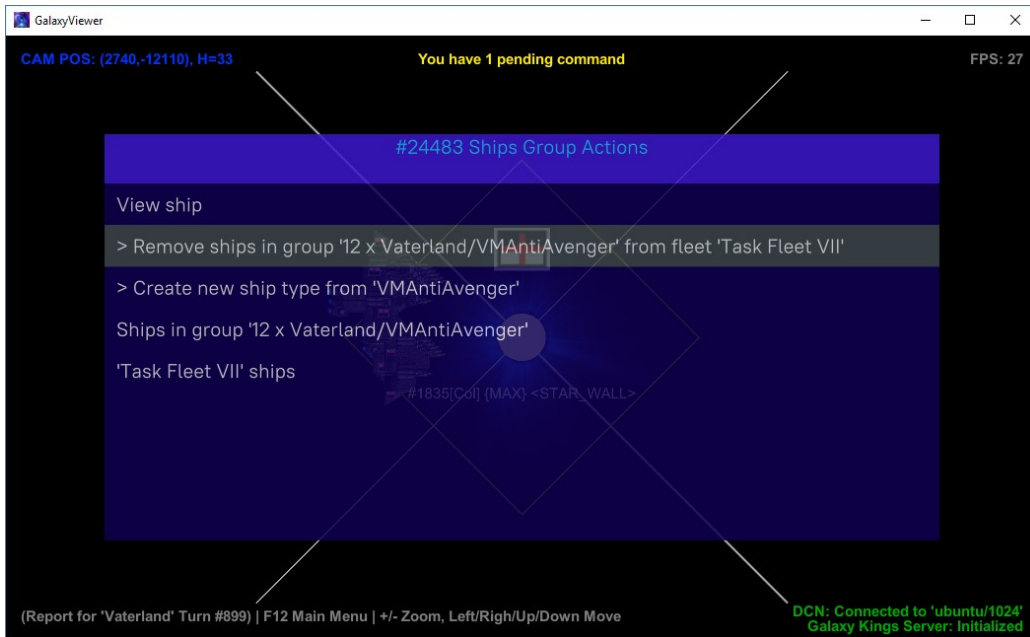 GalaxyViewer
CAM POS: (2740,-12110), H=33
You have 1 pending command
FPS: 27
#24483 Ships Group Actions
View ship
> Remove ships in group '12 x Vaterland/VMAntiAvenger' from fleet 'Task Fleet VII'
> Create new ship type from 'VMAntiAvenger'
Ships in group '12 x Vaterland/VMAntiAvenger'
'Task Fleet VII' ships
#1835[Col] {MAX} <STAR_WALL>
(Report for 'Vaterland' Turn #899) | F12 Main Menu | +/- Zoom, Left/Righ/Up/Down Move
DCN: Connected to 'ubuntu/1024'
Galaxy Kings Server: Initialized